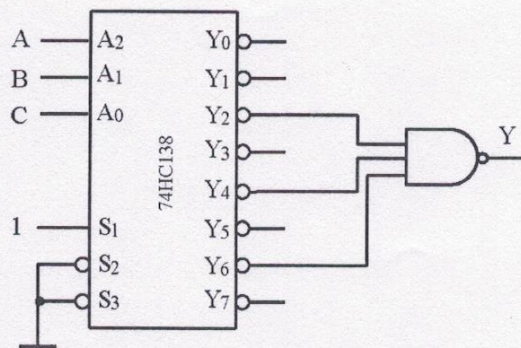 A A2 Y0
B A1 Y1
C A0 Y2
Y3
Y
74HC138
Y4
1 S1 Y5
S2 Y6
S3 Y7